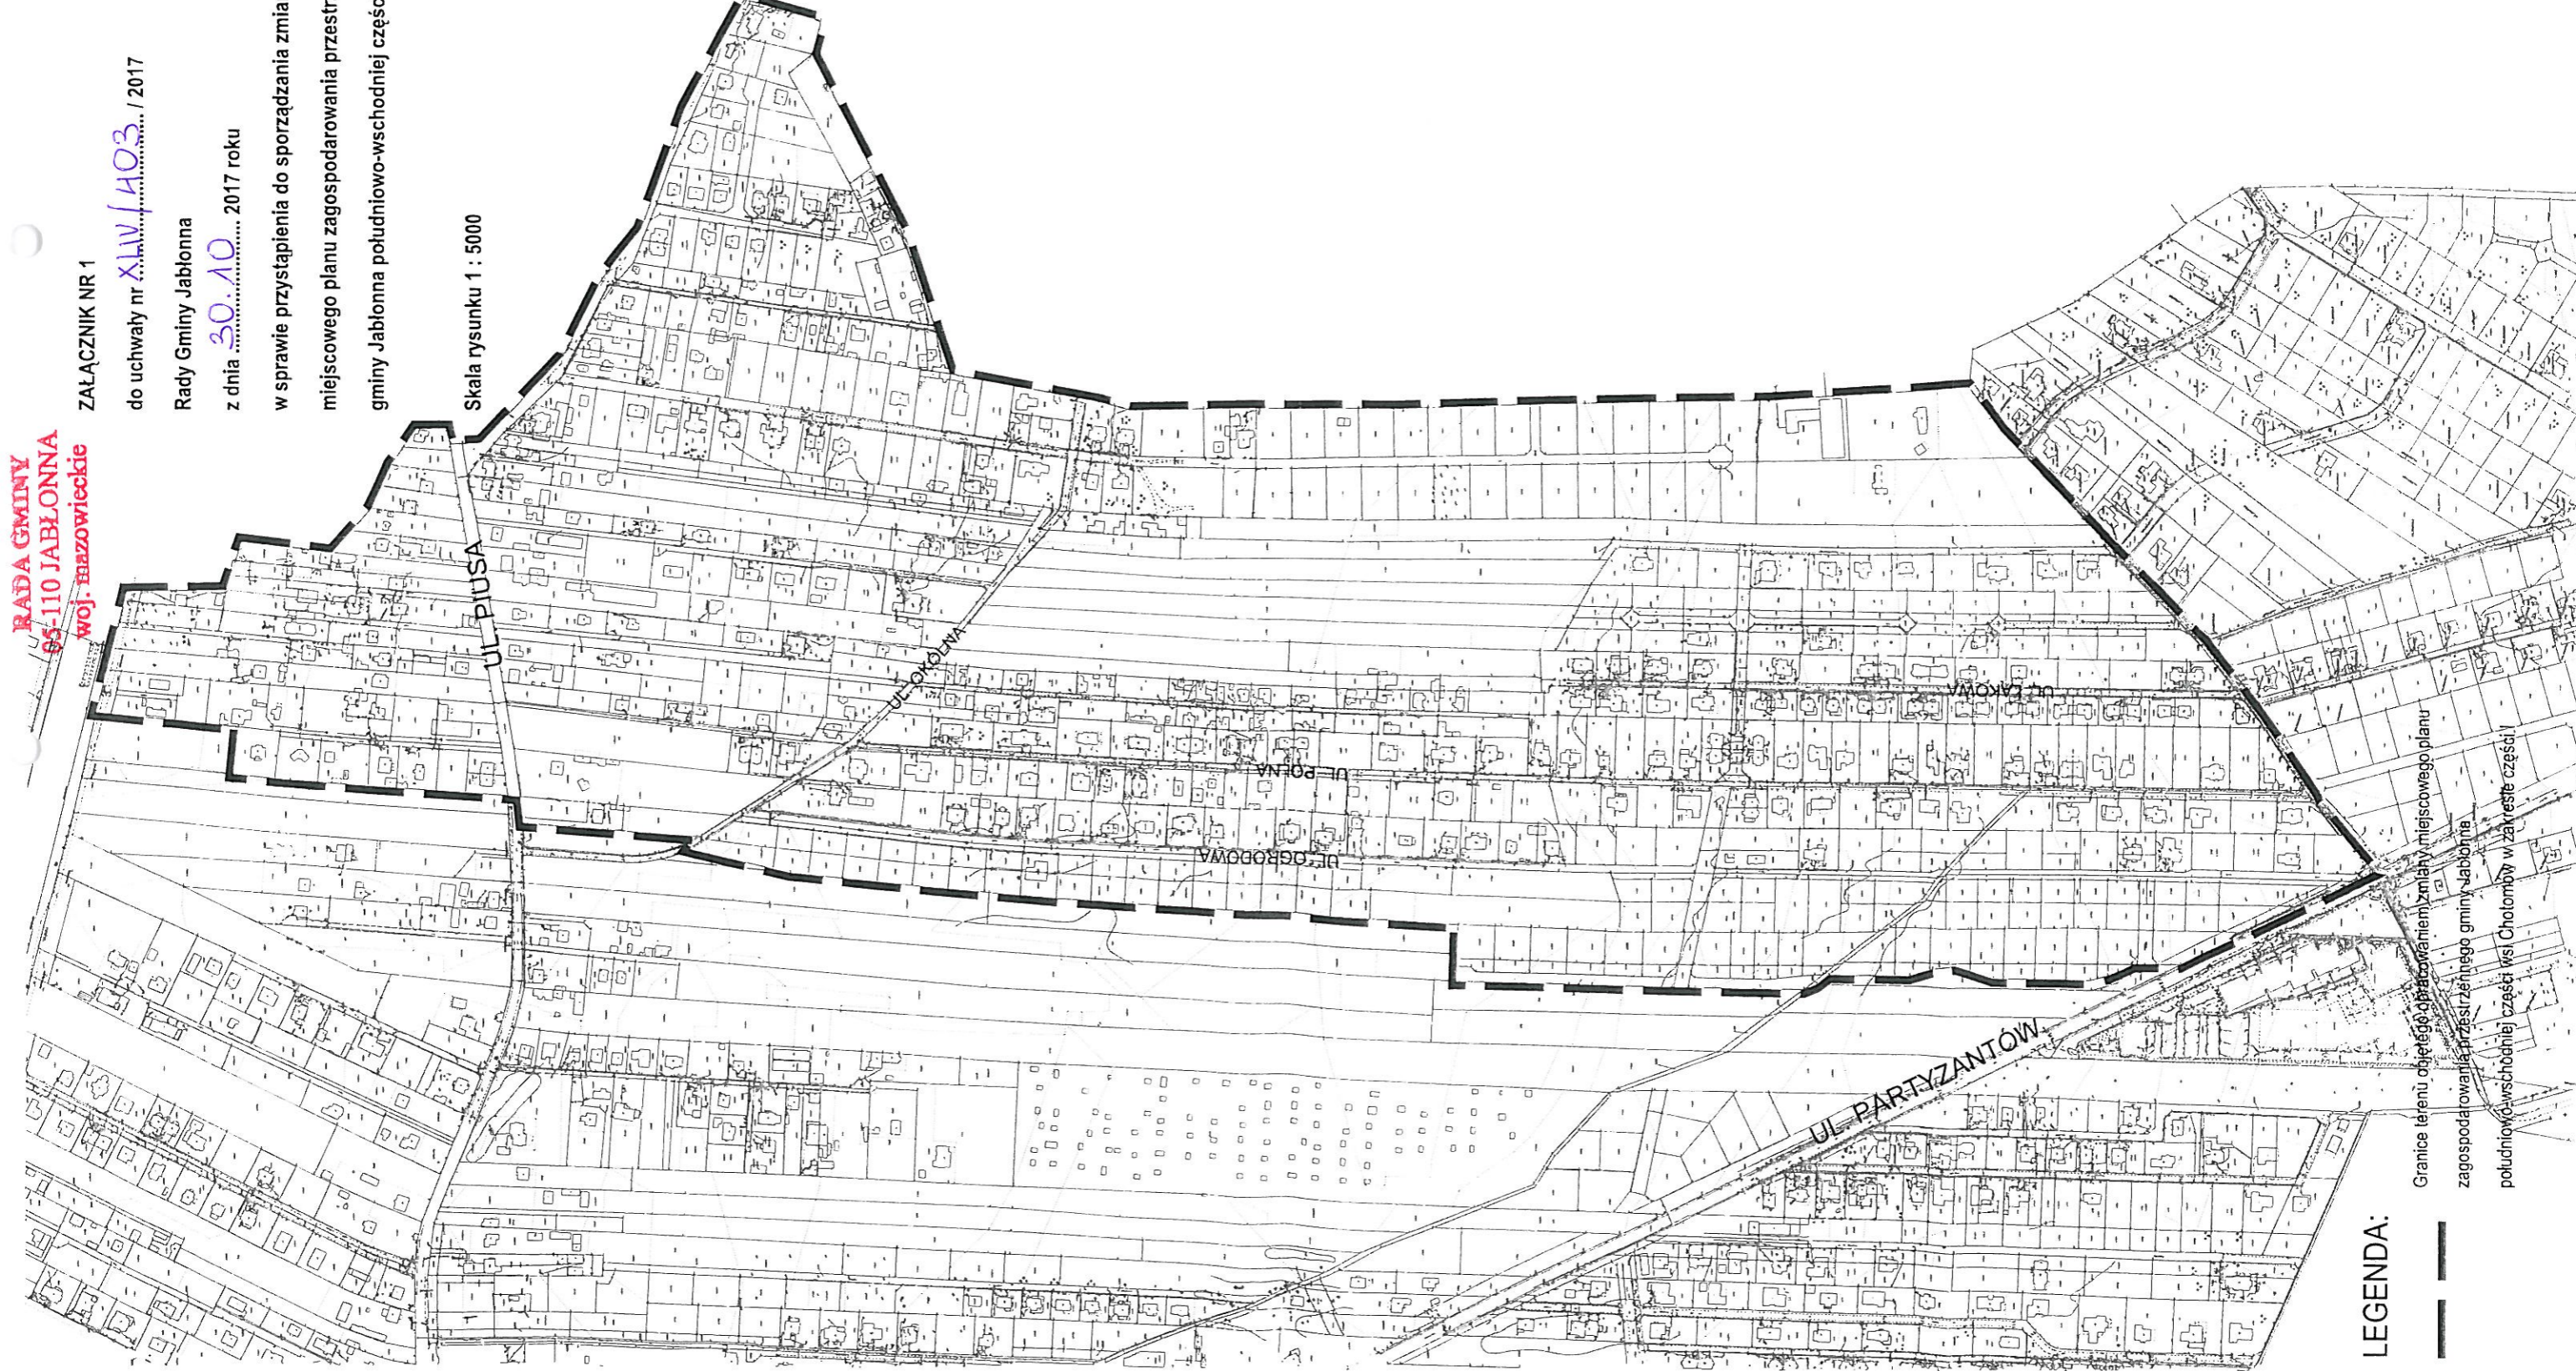 RADA GMINY
05-110 JABŁONNA
woj. mazowieckie
ZAŁĄCZNIK NR 1
do uchwały nr XLIV/403 / 2017
Rady Gminy Jabłonna
z dnia 30.10 2017 roku
w sprawie przystąpienia do sporządzania zmia
miejscowego planu zagospodarowania przestr
gminy Jabłonna południowo-wschodniej częśc
Skala rysunku 1 : 5000
UL. PIUSA
UL. OKÓLNA
UL. POLNA
UL. OGRODOWA
UL. ŁĄKOWA
UL. PARTYZANTÓW
LEGENDA:
Granice terenu objętego opracowaniem zmiany miejscowego planu
zagospodarowania przestrzennego gminy Jabłonna
południowo-wschodniej części wsi Chotomów w zakresie części I